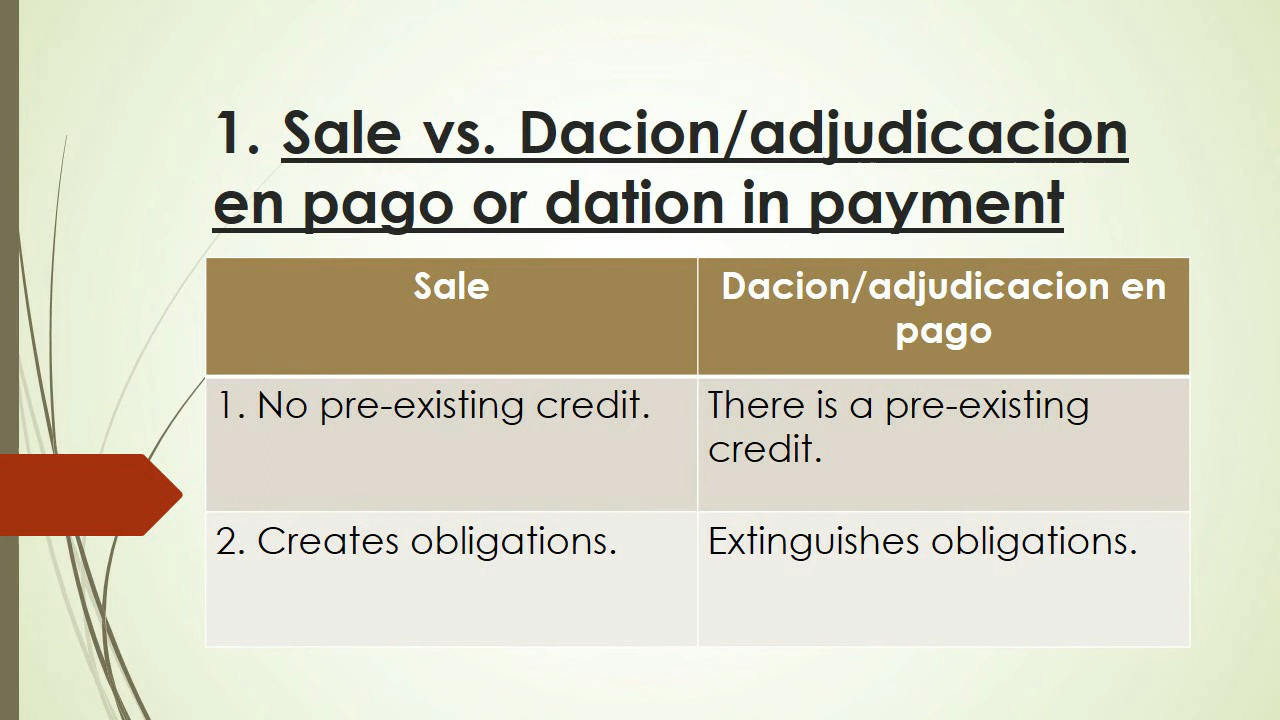 1. Sale vs. Dacion/adjudicacion
en pago or dation in payment
Sale
Dacion/adjudicacion en
pago
1. No pre-existing credit.
There is a pre-existing
credit.
2. Creates obligations.
Extinguishes obligations.